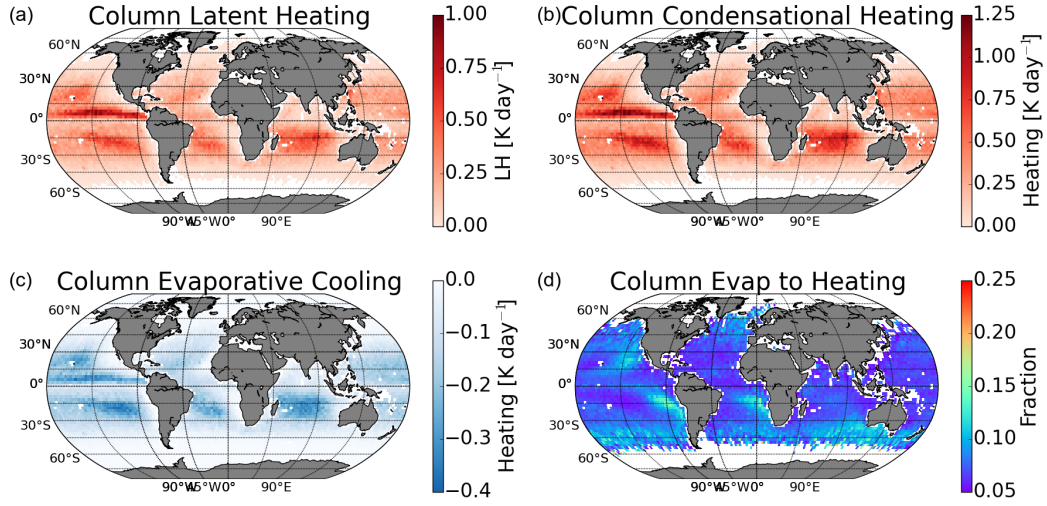 (a) Column Latent Heating
60°N
30°N
0°
30°S
60°S
90°W 45°W 0° 90°E
1.00
0.75
0.50
0.25
0.00
LH [K day⁻¹]
(b) Column Condensational Heating
60°N
30°N
0°
30°S
60°S
90°W 45°W 0° 90°E
1.25
1.00
0.75
0.50
0.25
0.00
Heating [K day⁻¹]
(c) Column Evaporative Cooling
60°N
30°N
0°
30°S
60°S
90°W 45°W 0° 90°E
0.0
−0.1
−0.2
−0.3
−0.4
Heating [K day⁻¹]
(d) Column Evap to Heating
60°N
30°N
0°
30°S
60°S
90°W 45°W 0° 90°E
0.25
0.20
0.15
0.10
0.05
Fraction